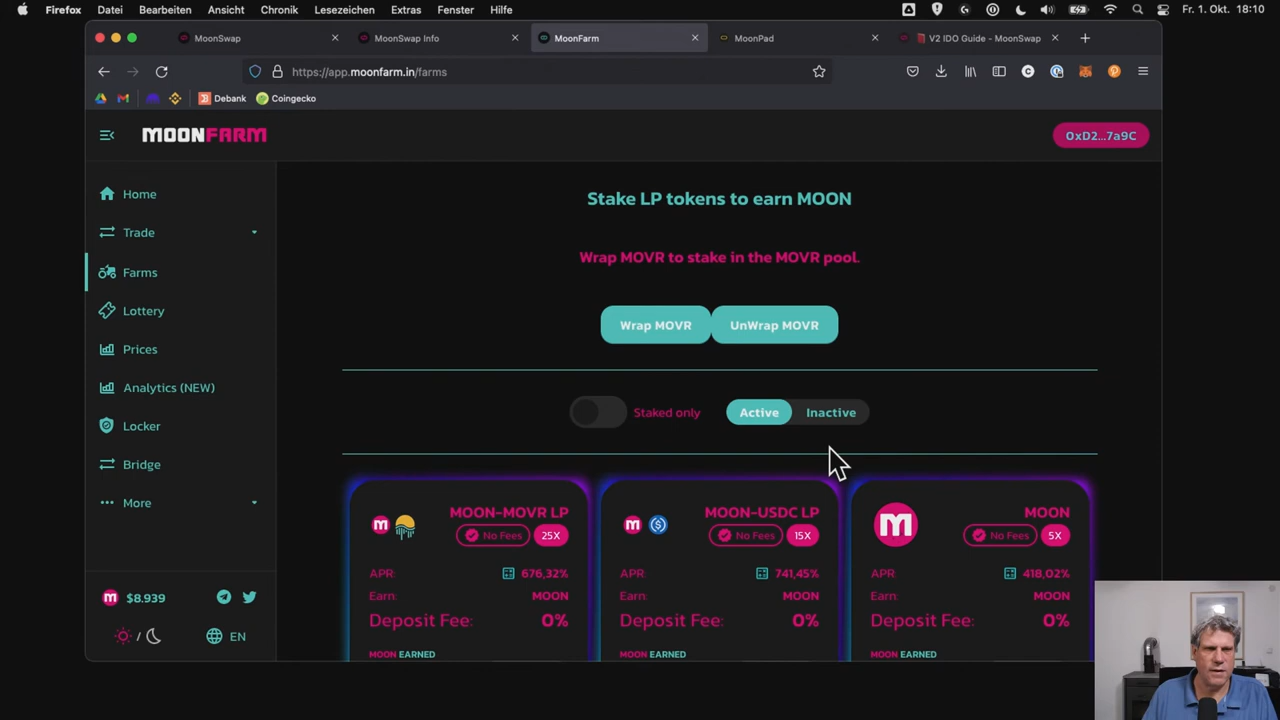 Firefox Datei Bearbeiten Ansicht Chronik Lesezeichen Extras Fenster Hilfe Fr. 1. Okt. 18:10
MoonSwap MoonSwap Info MoonFarm MoonPad V2 IDO Guide - MoonSwap
https://app.moonfarm.in/farms
Debank Coingecko
MOONFARM 0xD2...7a9C
Home
Trade
Farms
Lottery
Prices
Analytics (NEW)
Locker
Bridge
More
$8.939
/
EN
Stake LP tokens to earn MOON
Wrap MOVR to stake in the MOVR pool.
Wrap MOVR UnWrap MOVR
Staked only Active Inactive
MOON-MOVR LP
No Fees 25X
APR: 676,32%
Earn: MOON
Deposit Fee: 0%
MOON EARNED
MOON-USDC LP
No Fees 15X
APR: 741,45%
Earn: MOON
Deposit Fee: 0%
MOON EARNED
MOON
No Fees 5X
APR: 418,02%
Earn: MOON
Deposit Fee: 0%
MOON EARNED